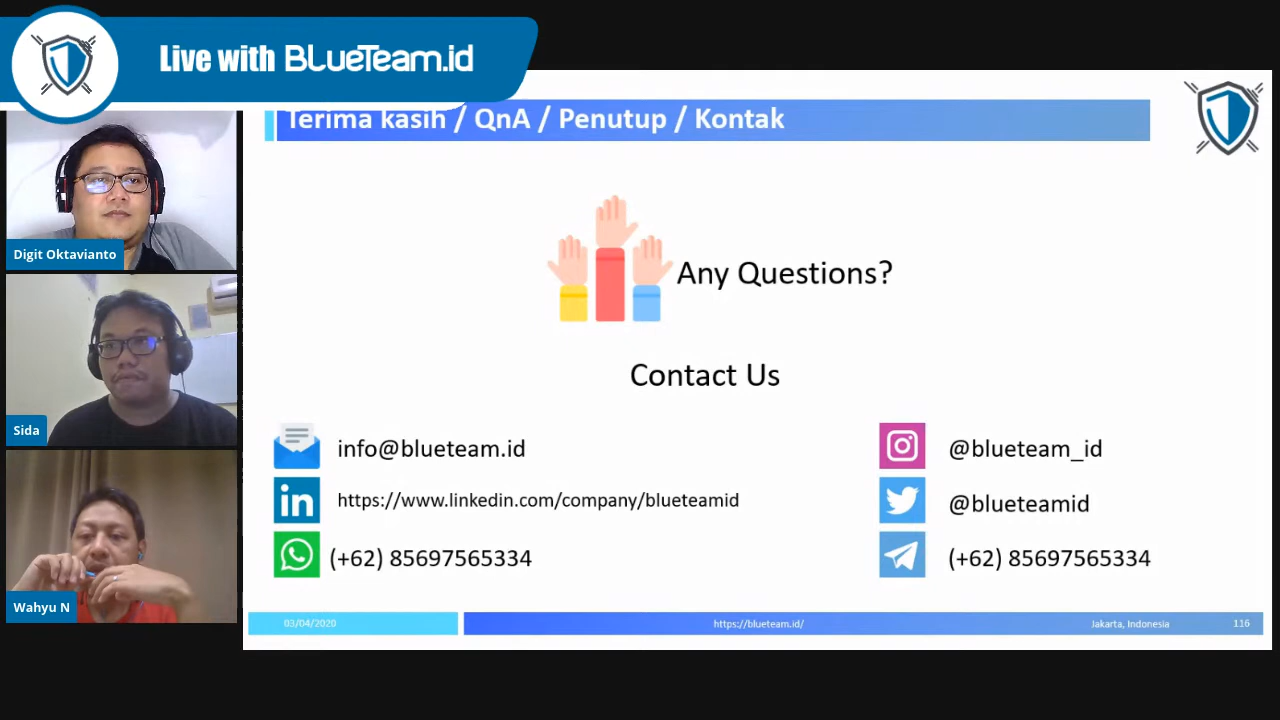 Live with BLueTeam.id
Terima kasih / QnA / Penutup / Kontak
Digit Oktavianto
Sida
Wahyu N
Any Questions?
Contact Us
info@blueteam.id
https://www.linkedin.com/company/blueteamid
(+62) 85697565334
@blueteam_id
@blueteamid
(+62) 85697565334
03/04/2020
https://blueteam.id/
Jakarta, Indonesia
116